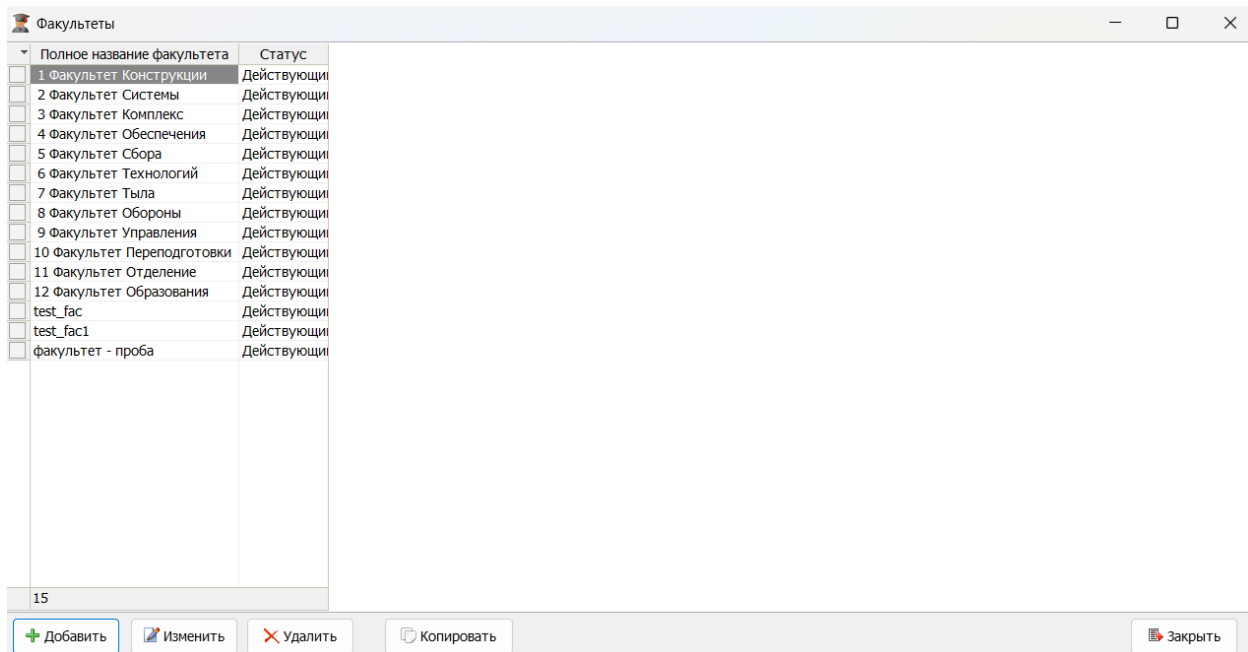 Факультеты
Полное название факультета Статус
1 Факультет Конструкции Действующи
2 Факультет Системы Действующи
3 Факультет Комплекс Действующи
4 Факультет Обеспечения Действующи
5 Факультет Сбора Действующи
6 Факультет Технологий Действующи
7 Факультет Тыла Действующи
8 Факультет Обороны Действующи
9 Факультет Управления Действующи
10 Факультет Переподготовки Действующи
11 Факультет Отделение Действующи
12 Факультет Образования Действующи
test_fac Действующи
test_fac1 Действующи
факультет - проба Действующи
15
Добавить Изменить Удалить Копировать Закрыть